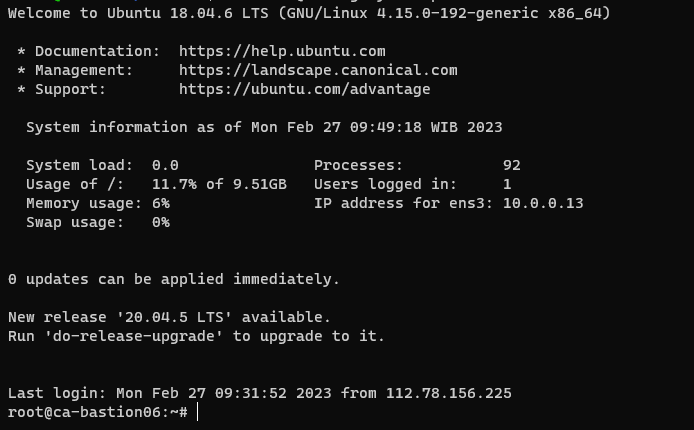 Welcome to Ubuntu 18.04.6 LTS (GNU/Linux 4.15.0-192-generic x86_64)
* Documentation:  https://help.ubuntu.com
* Management:     https://landscape.canonical.com
* Support:        https://ubuntu.com/advantage
System information as of Mon Feb 27 09:49:18 WIB 2023
System load:  0.0                Processes:           92
Usage of /:   11.7% of 9.51GB   Users logged in:     1
Memory usage: 6%                IP address for ens3: 10.0.0.13
Swap usage:   0%
0 updates can be applied immediately.
New release '20.04.5 LTS' available.
Run 'do-release-upgrade' to upgrade to it.
Last login: Mon Feb 27 09:31:52 2023 from 112.78.156.225
root@ca-bastion06:~#